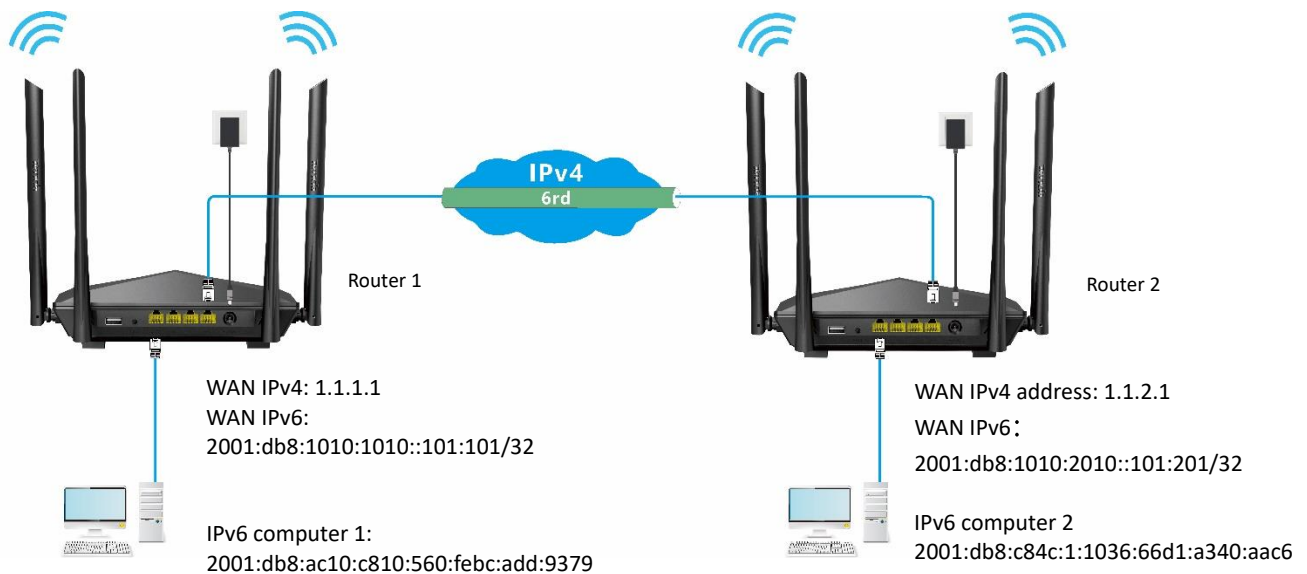 IPv4
6rd
Router 1
Router 2
WAN IPv4: 1.1.1.1
WAN IPv6:
2001:db8:1010:1010::101:101/32
WAN IPv4 address: 1.1.2.1
WAN IPv6:
2001:db8:1010:2010::101:201/32
IPv6 computer 1:
2001:db8:ac10:c810:560:febc:add:9379
IPv6 computer 2
2001:db8:c84c:1:1036:66d1:a340:aac6